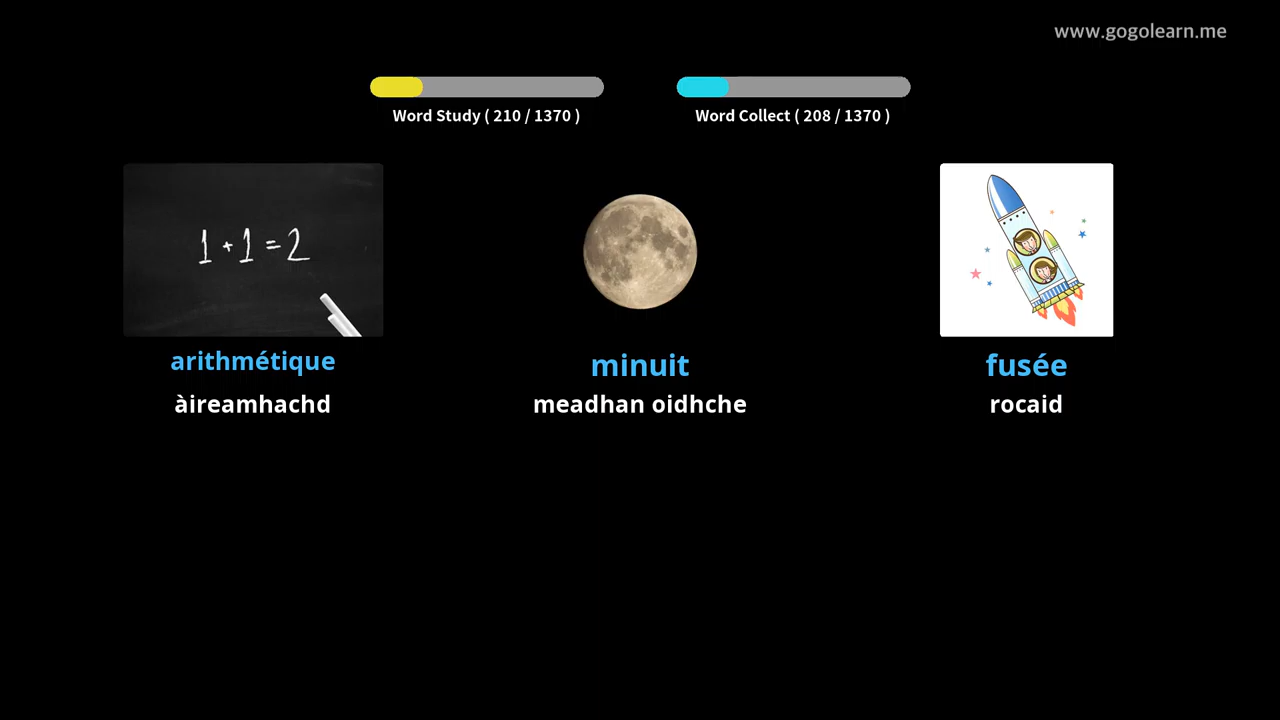 www.gogolearn.me
Word Study ( 210 / 1370 )
Word Collect ( 208 / 1370 )
1 + 1 = 2
arithmétique
àireamhachd
minuit
meadhan oidhche
fusée
rocaid